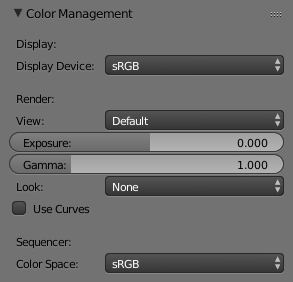 Color Management
Display:
Display Device: sRGB
Render:
View: Default
Exposure: 0.000
Gamma: 1.000
Look: None
Use Curves
Sequencer:
Color Space: sRGB